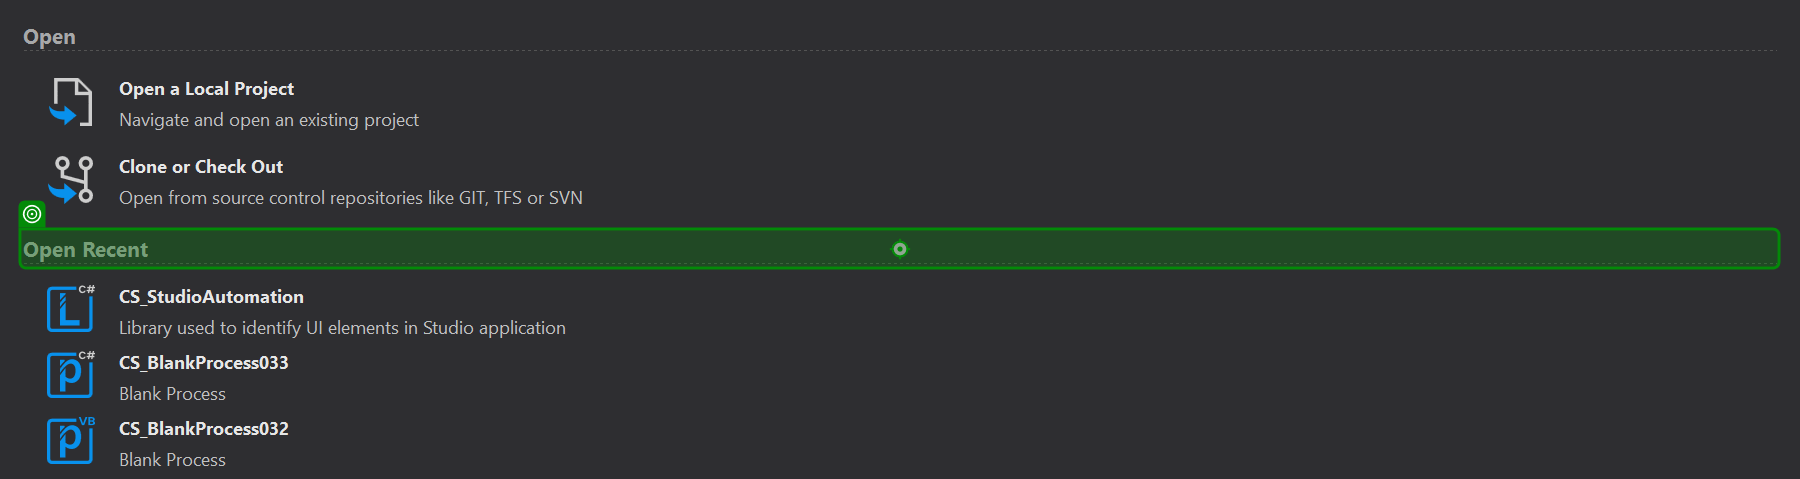 Open
Open a Local Project
Navigate and open an existing project
Clone or Check Out
Open from source control repositories like GIT, TFS or SVN
Open Recent
C#
L
CS_StudioAutomation
Library used to identify UI elements in Studio application
C#
p
CS_BlankProcess033
Blank Process
VB
p
CS_BlankProcess032
Blank Process